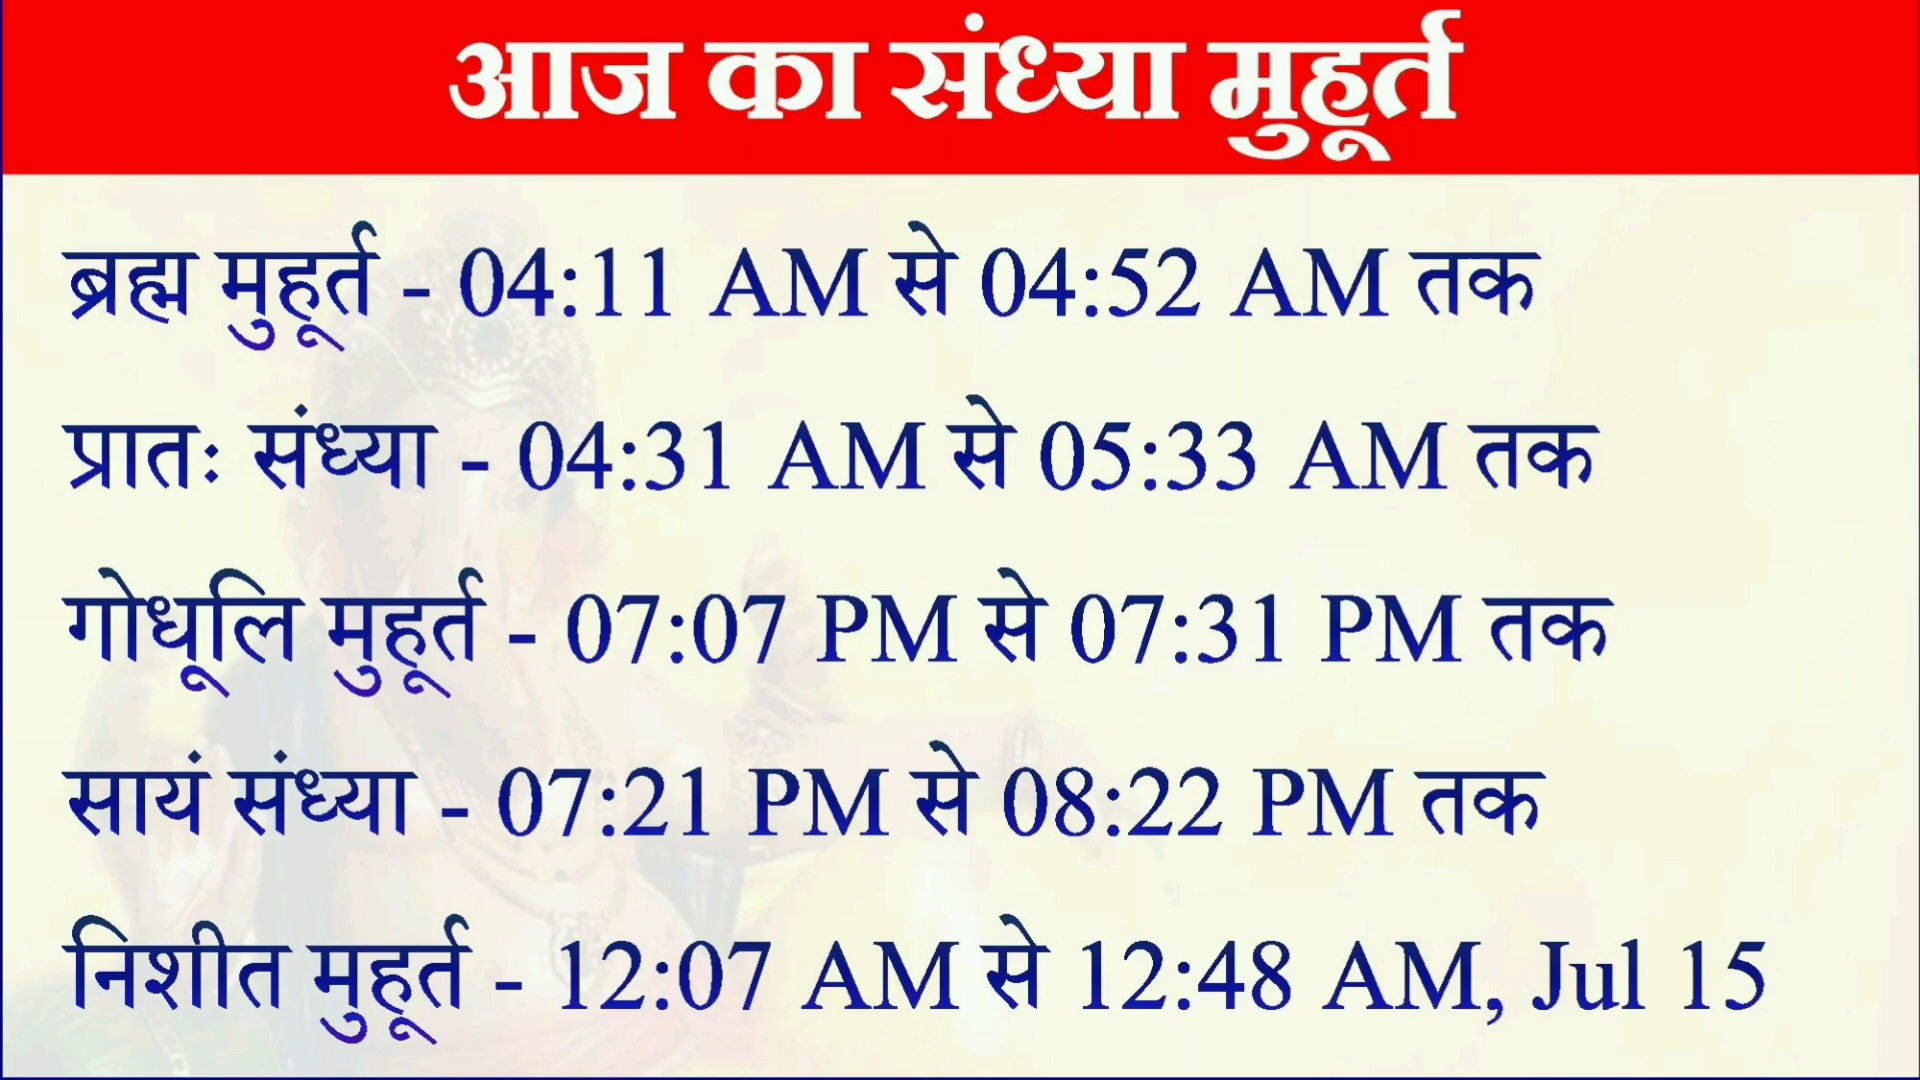 आज का संध्या मुहूर्त
ब्रह्म मुहूर्त - 04:11 AM से 04:52 AM तक
प्रातः संध्या - 04:31 AM से 05:33 AM तक
गोधूलि मुहूर्त - 07:07 PM से 07:31 PM तक
सायं संध्या - 07:21 PM से 08:22 PM तक
निशीत मुहूर्त - 12:07 AM से 12:48 AM, Jul 15